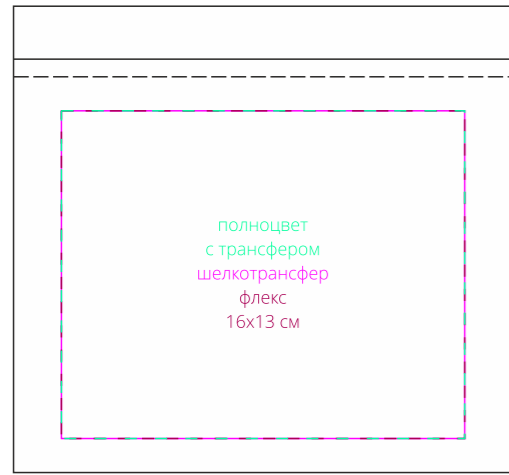 полноцвет
с трансфером
шелкотрансфер
флекс
16х13 см